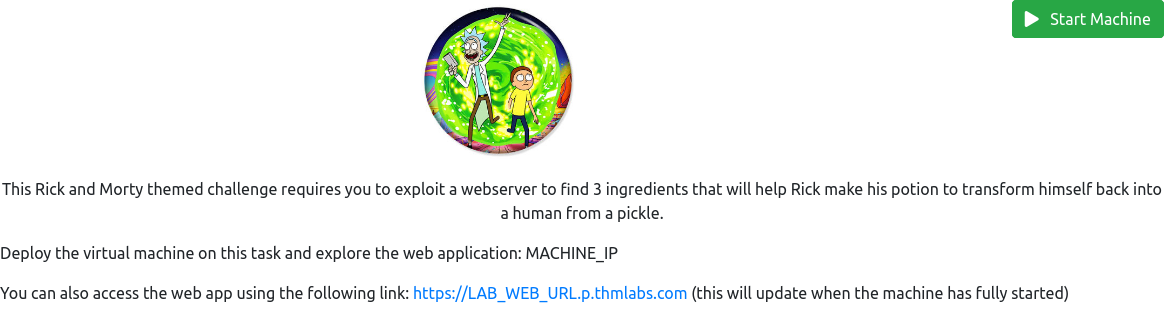 Start Machine
This Rick and Morty themed challenge requires you to exploit a webserver to find 3 ingredients that will help Rick make his potion to transform himself back into
a human from a pickle.
Deploy the virtual machine on this task and explore the web application: MACHINE_IP
You can also access the web app using the following link: https://LAB_WEB_URL.p.thmlabs.com (this will update when the machine has fully started)